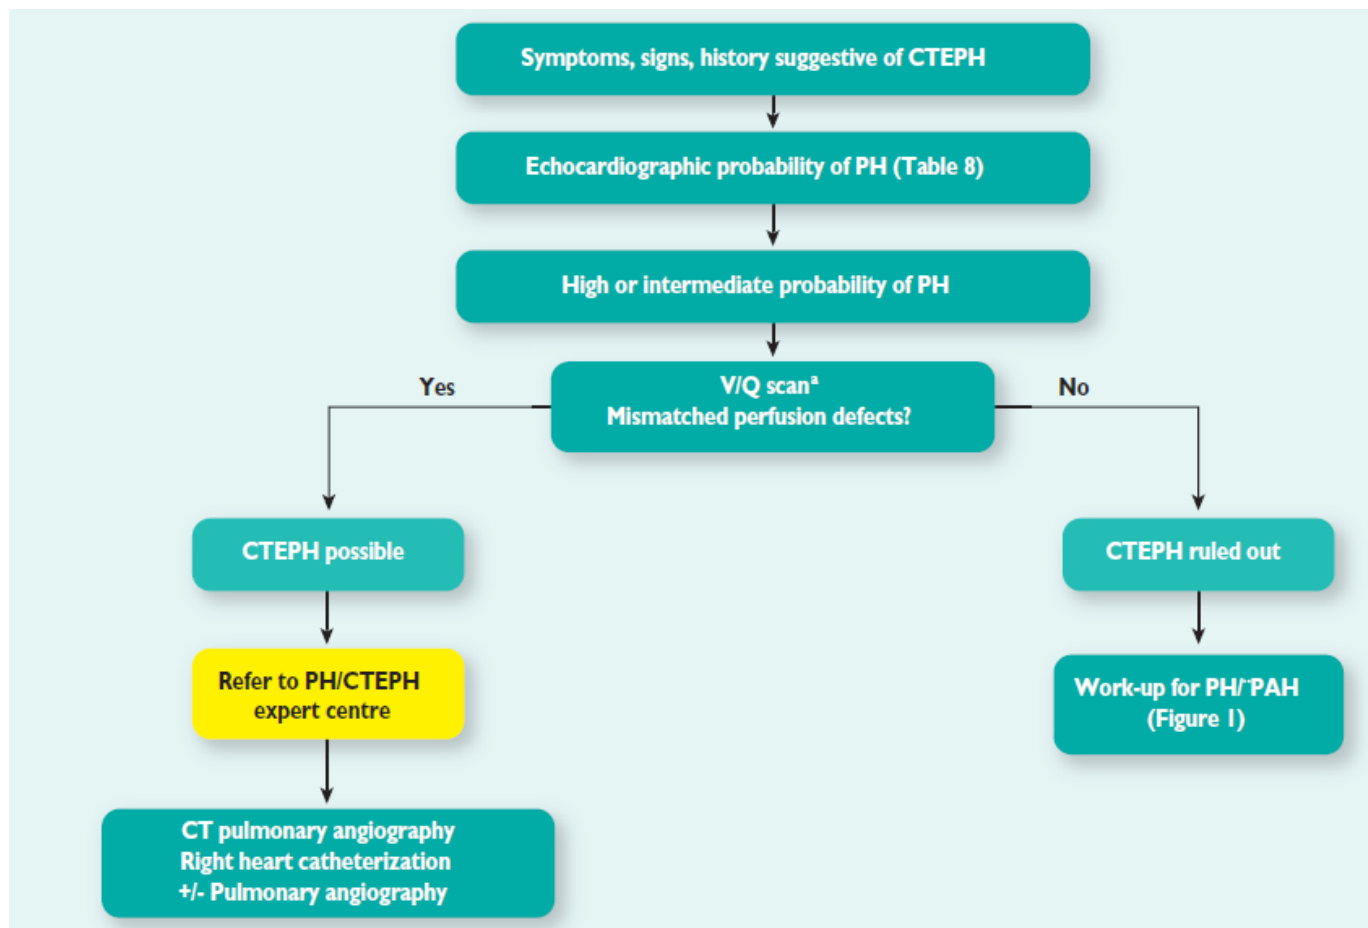 Symptoms, signs, history suggestive of CTEPH
Echocardiographic probability of PH (Table 8)
High or intermediate probability of PH
Yes
V/Q scanᵃ
Mismatched perfusion defects?
No
CTEPH possible
CTEPH ruled out
Refer to PH/CTEPH
expert centre
Work-up for PH/¨PAH
(Figure 1)
CT pulmonary angiography
Right heart catheterization
+/- Pulmonary angiography